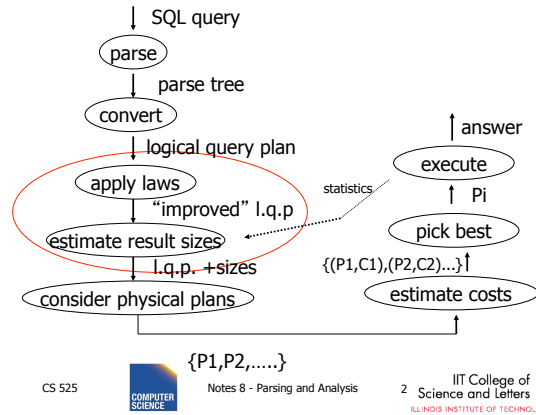 SQL query
parse
parse tree
convert
logical query plan
apply laws
"improved" l.q.p
estimate result sizes
l.q.p. +sizes
consider physical plans
{P1,P2,.....}
estimate costs
{(P1,C1),(P2,C2)...}
pick best
Pi
execute
answer
statistics
CS 525
COMPUTER
SCIENCE
Notes 8 - Parsing and Analysis
2
IIT College of
Science and Letters
ILLINOIS INSTITUTE OF TECHNOL